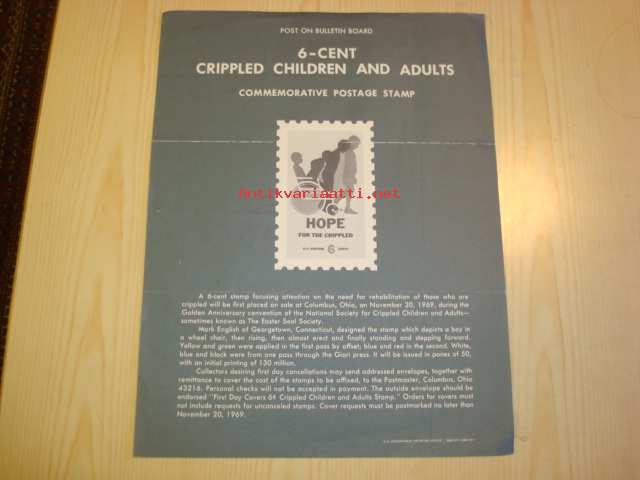 POST ON BULLETIN BOARD
6-CENT
CRIPPLED CHILDREN AND ADULTS
COMMEMORATIVE POSTAGE STAMP
Antikvariaatti.net
HOPE
FOR THE CRIPPLED
U.S. POSTAGE 6 CENTS
A 6-cent stamp focusing attention on the need for rehabilitation of those who are
crippled will be first placed on sale at Columbus, Ohio, on November 20, 1969, during the
Golden Anniversary convention of the National Society for Crippled Children and Adults—
sometimes known as The Easter Seal Society.
Mark English of Georgetown, Connecticut, designed the stamp which depicts a boy in
a wheel chair, then rising, then almost erect and finally standing and stepping forward.
Yellow and green were applied in the first pass by offset; blue and red in the second. White,
blue and black were from one pass through the Giori press. It will be issued in panes of 50,
with an initial printing of 130 million.
Collectors desiring first day cancellations may send addressed envelopes, together with
remittance to cover the cost of the stamps to be affixed, to the Postmaster, Columbus, Ohio
43216. Personal checks will not be accepted in payment. The outside envelope should be
endorsed "First Day Covers 6¢ Crippled Children and Adults Stamp." Orders for covers must
not include requests for uncanceled stamps. Cover requests must be postmarked no later than
November 20, 1969.